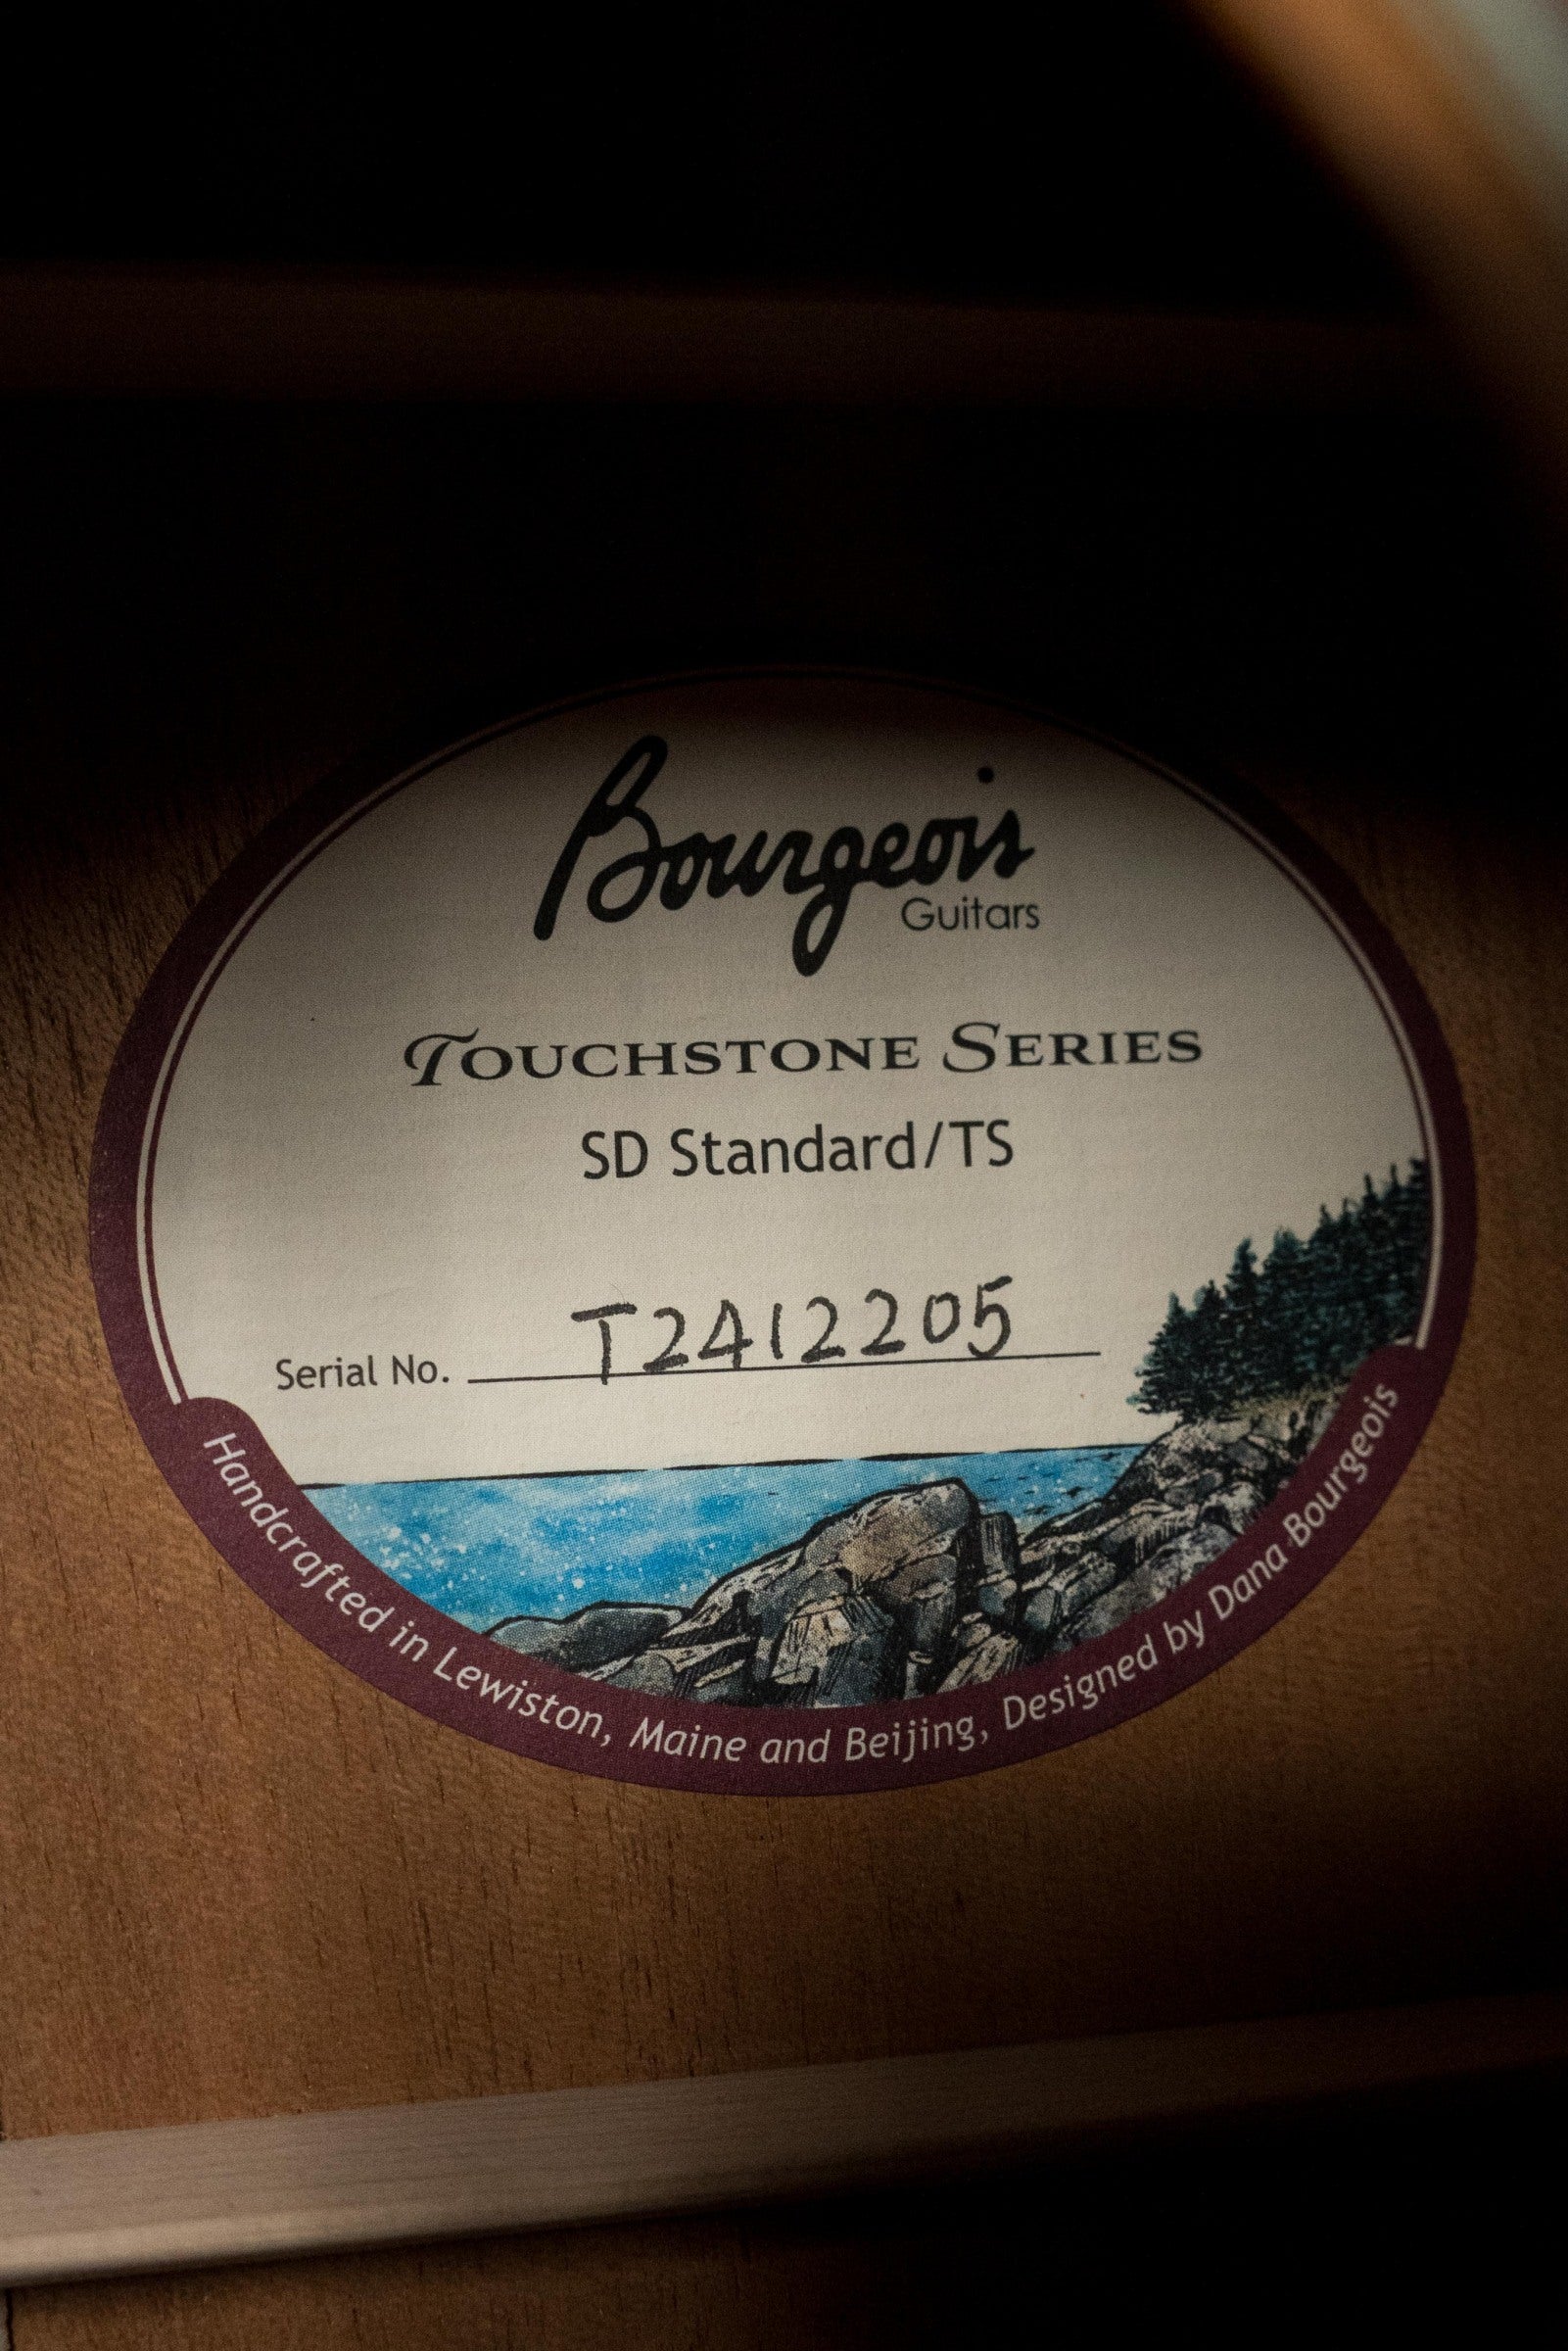 Bourgeois
Guitars
TOUCHSTONE SERIES
SD Standard/TS
Serial No. T2412205
Handcrafted in Lewiston, Maine and Beijing, Designed by Dana Bourgeois